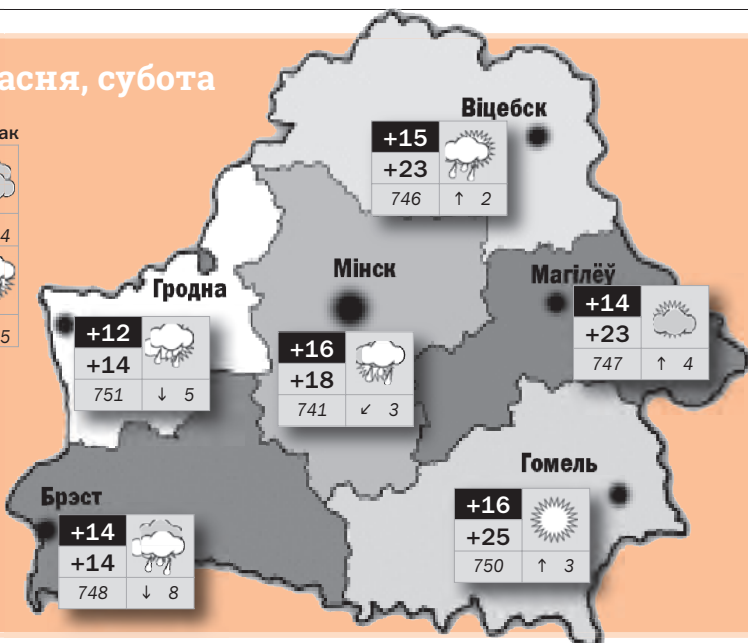 асня, субота
ак
4
5
Віцебск
+15
+23
746 ↑ 2
Мінск
+16
+18
741 ↙ 3
Магілёў
+14
+23
747 ↑ 4
Гродна
+12
+14
751 ↓ 5
Гомель
+16
+25
750 ↑ 3
Брэст
+14
+14
748 ↓ 8